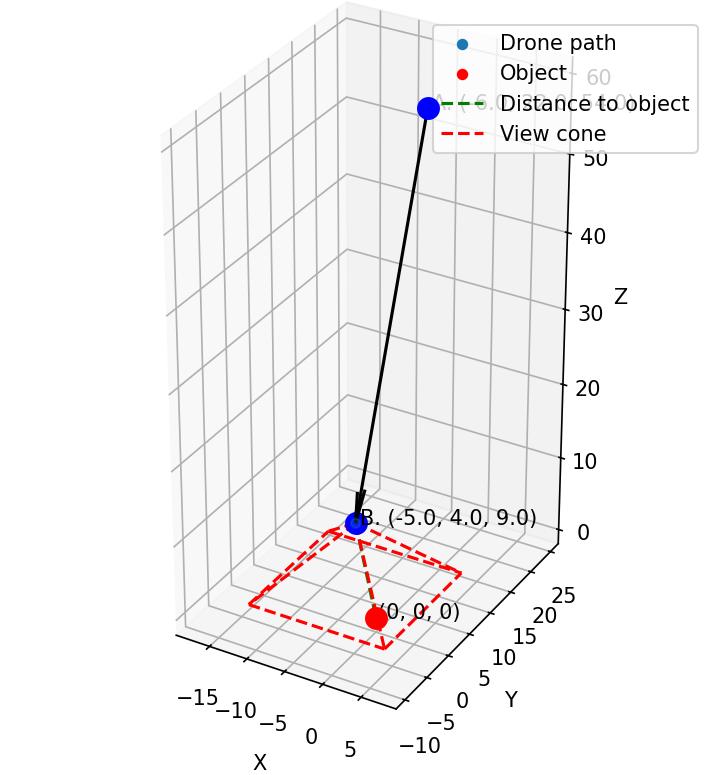 Drone path
Object
Distance to object
View cone
60
50
40
30
20
10
0
Z
B. (-5.0, 4.0, 9.0)
(0, 0, 0)
25
20
15
10
5
0
−5
−10
Y
−15
−10
−5
0
5
X